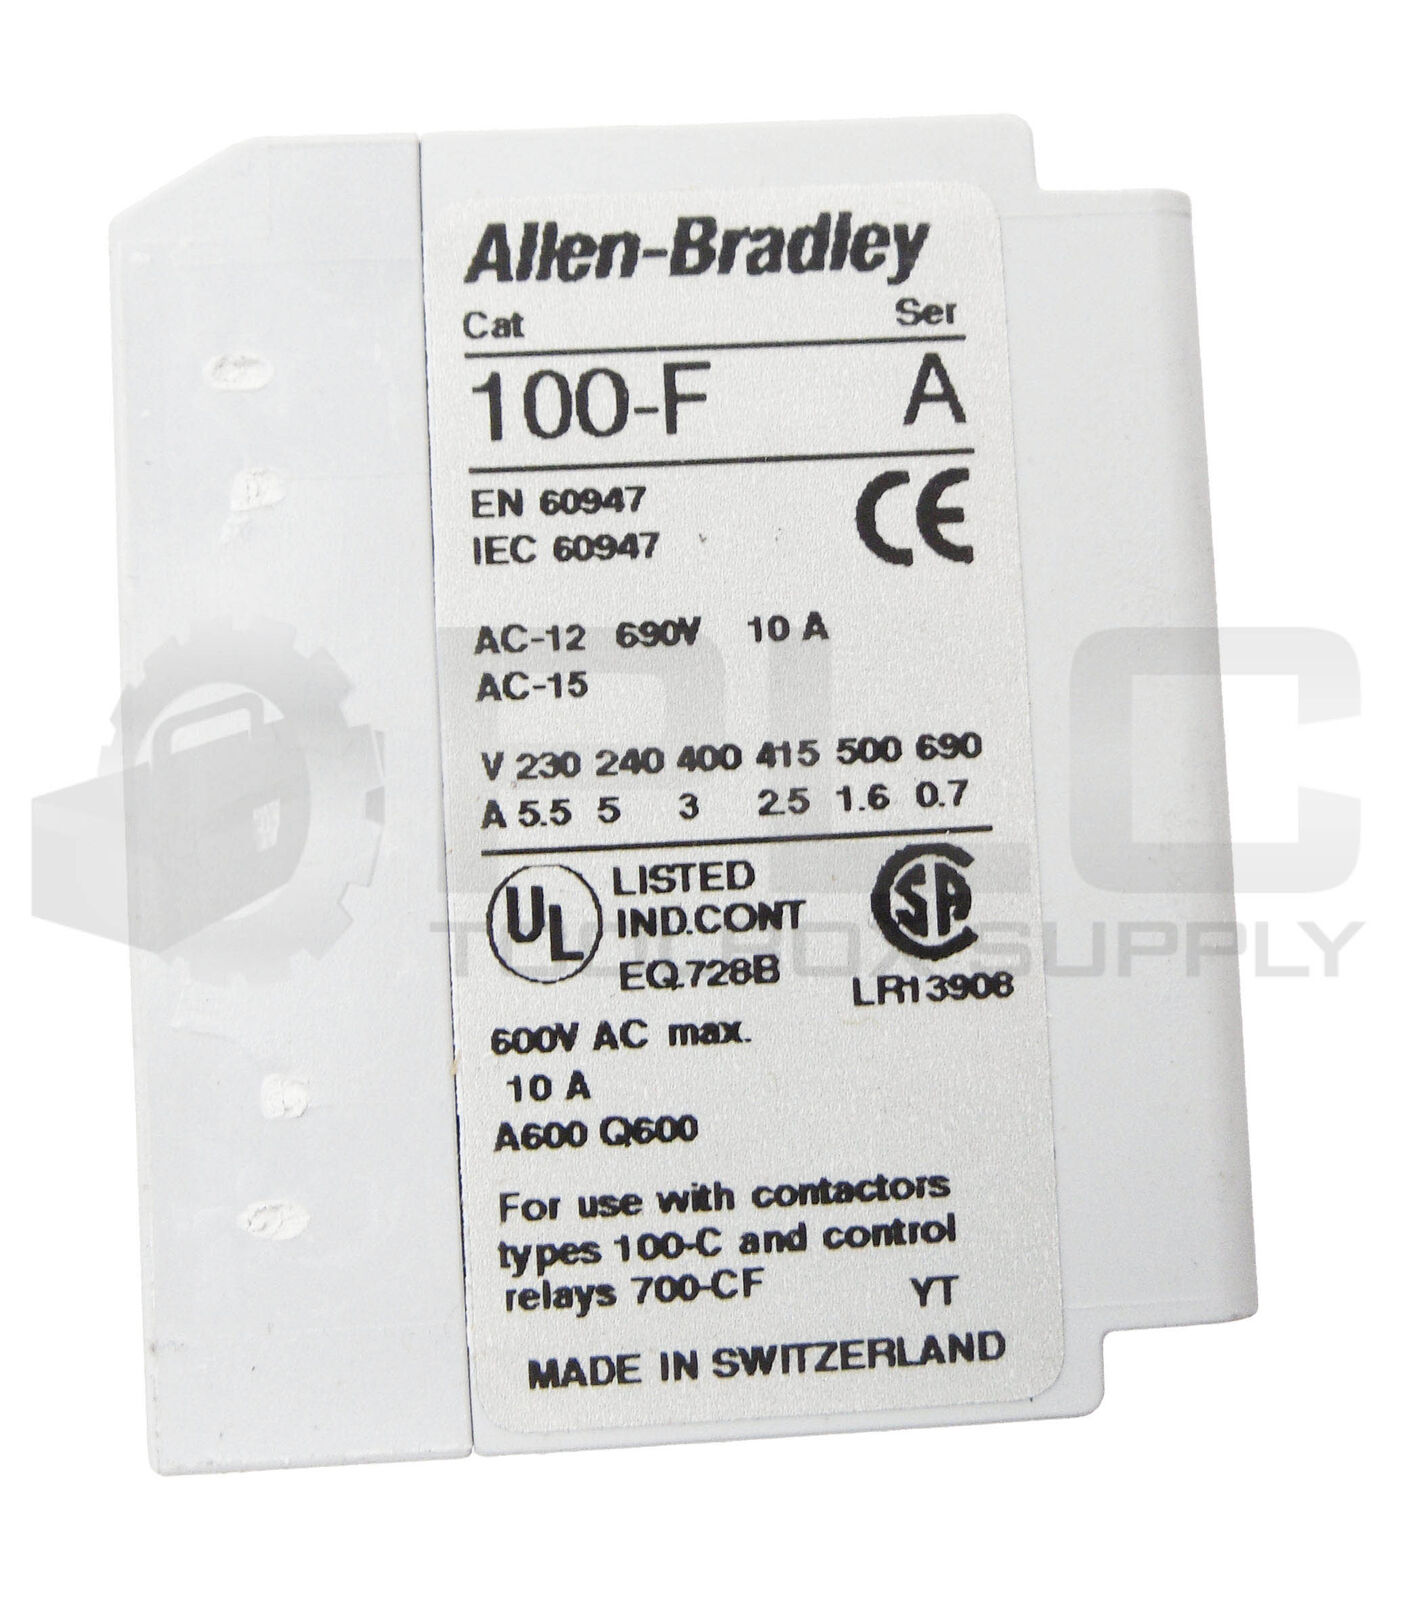 Allen-Bradley
Cat Ser
100-F A
EN 60947
IEC 60947
CE
AC-12 690V 10 A
AC-15
V 230 240 400 415 500 690
A 5.5 5 3 2.5 1.6 0.7
UL LISTED
IND.CONT
EQ.728B
CSA
LR13908
600V AC max.
10 A
A600 Q600
For use with contactors
types 100-C and control
relays 700-CF YT
MADE IN SWITZERLAND
PLC
TOOLBOX SUPPLY